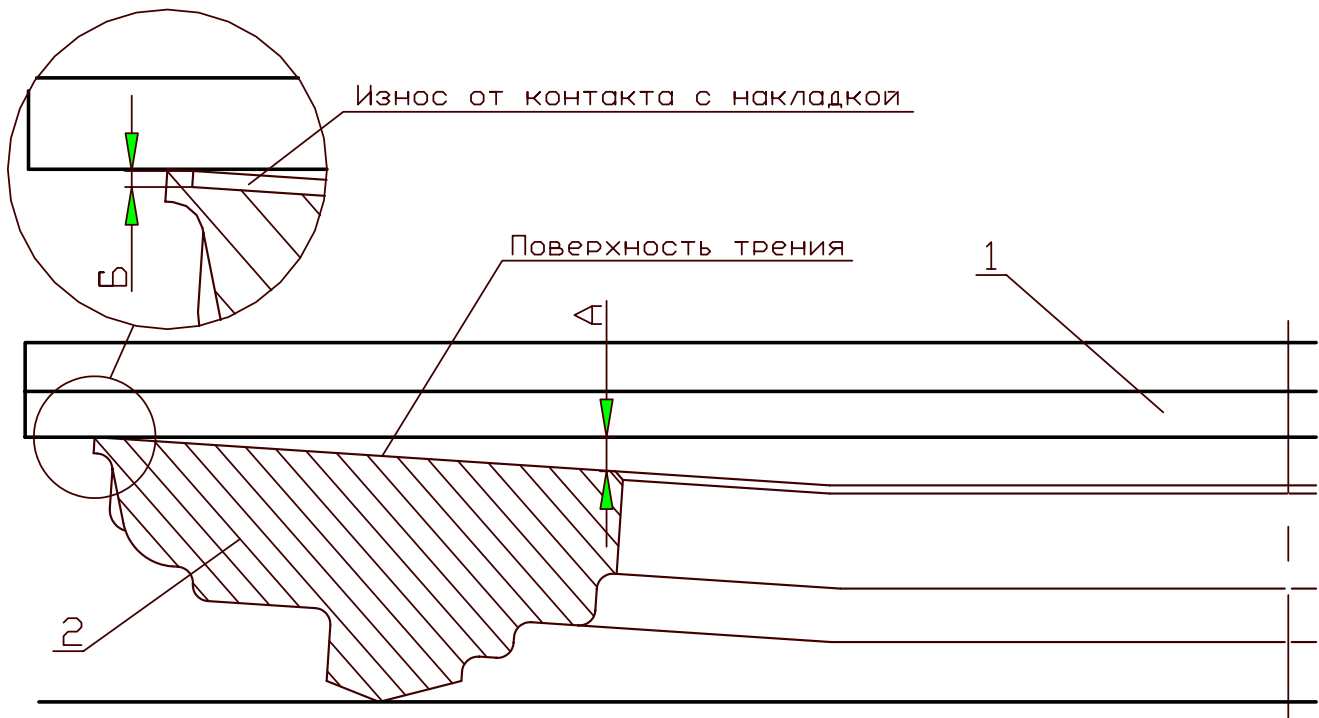 Износ от контакта с накладкой
Б
Поверхность трения
1
А
2